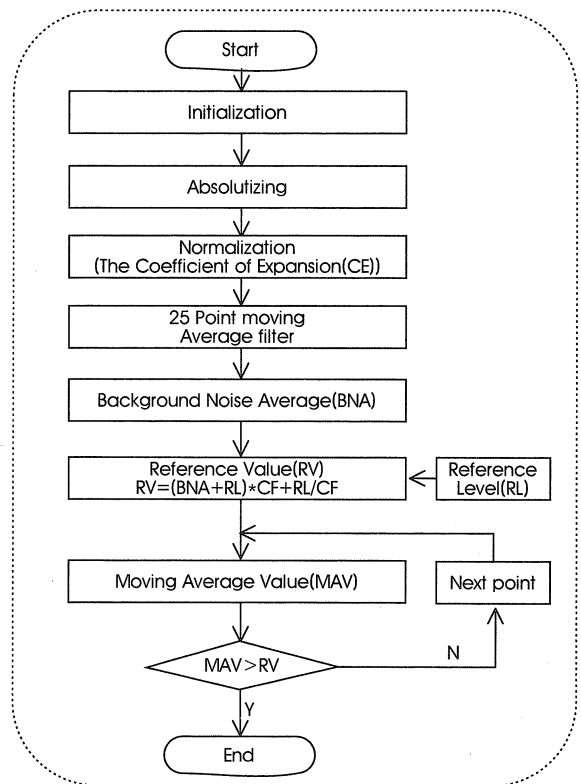 Start
Initialization
Absolutizing
Normalization
(The Coefficient of Expansion(CE))
25 Point moving
Average filter
Background Noise Average(BNA)
Reference Value(RV)
RV=(BNA+RL)*CF+RL/CF
Reference
Level(RL)
Moving Average Value(MAV)
Next point
MAV>RV
N
Y
End